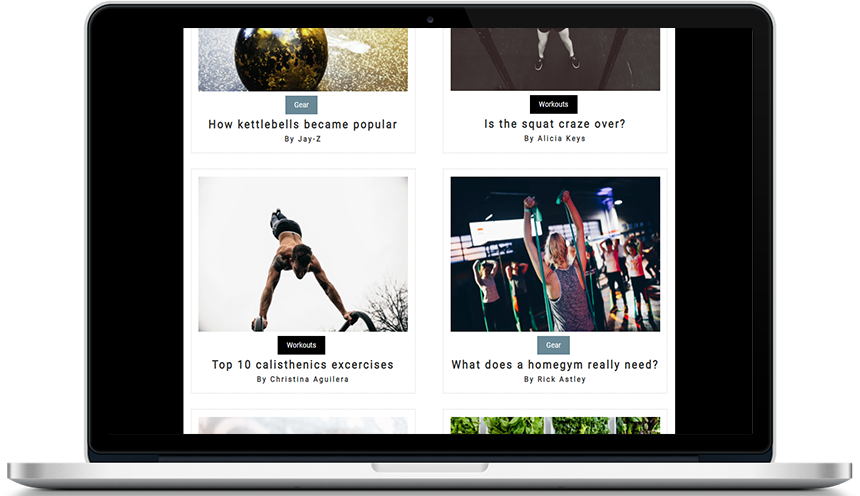 Gear
How kettlebells became popular
By Jay-Z
Workouts
Is the squat craze over?
By Alicia Keys
Workouts
Top 10 calisthenics excercises
By Christina Aguilera
Gear
What does a homegym really need?
By Rick Astley